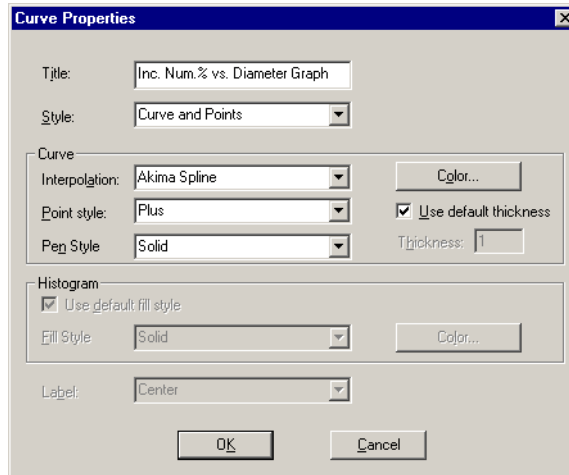 Curve Properties
Title: Inc. Num.% vs. Diameter Graph
Style: Curve and Points
Curve
Interpolation: Akima Spline Color...
Point style: Plus Use default thickness
Pen Style Solid Thickness: 1
Histogram
Use default fill style
Fill Style Solid Color...
Label: Center
OK Cancel